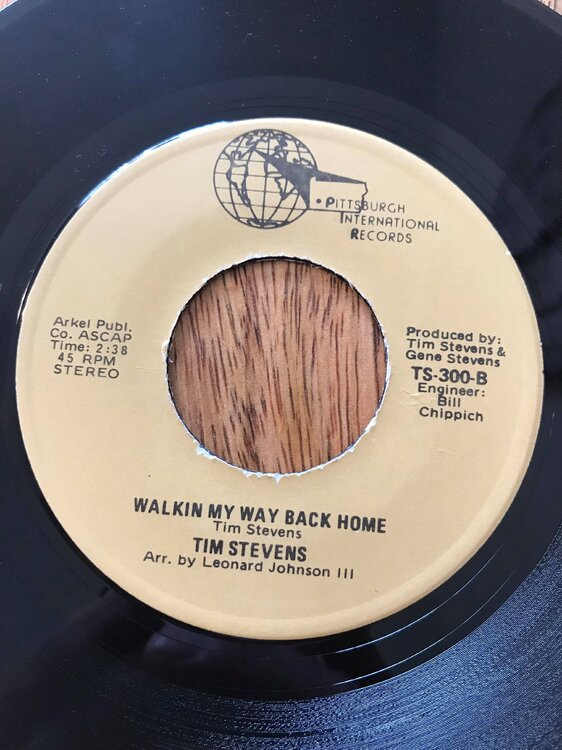 • PITTSBURGH
INTERNATIONAL
RECORDS
Arkel Publ.
Co. ASCAP
Time: 2:38
45 RPM
STEREO
Produced by:
Tim Stevens &
Gene Stevens
TS-300-B
Engineer:
Bill
Chippich
WALKIN MY WAY BACK HOME
Tim Stevens
TIM STEVENS
Arr. by Leonard Johnson III